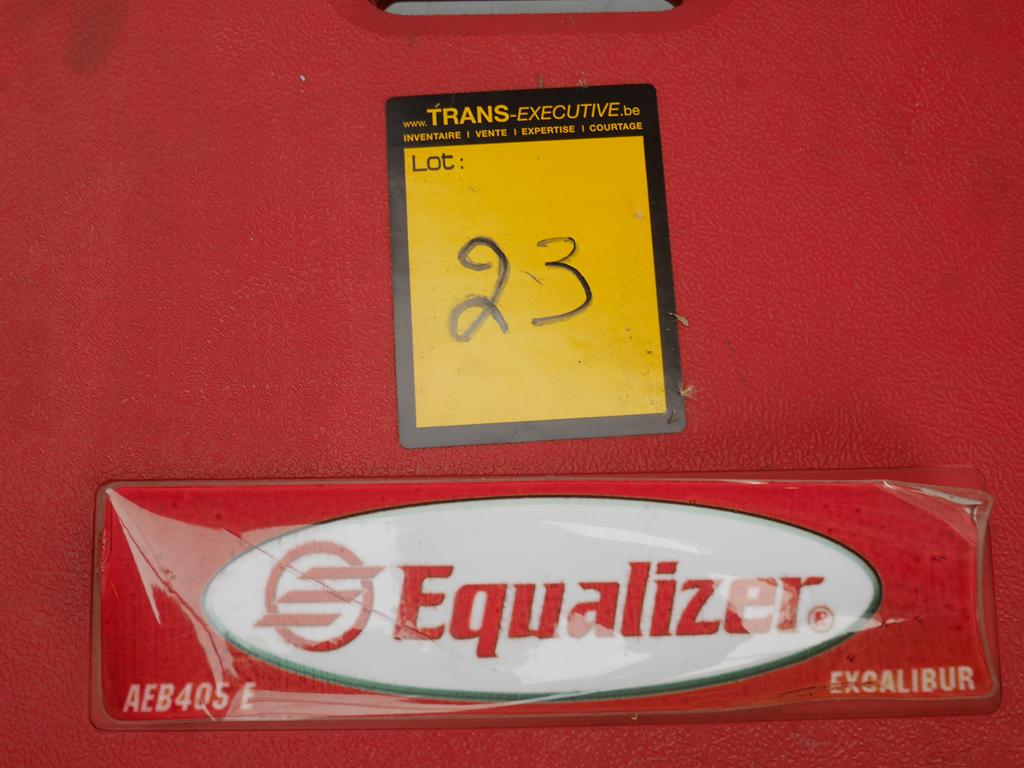 www.TRANS-EXECUTIVE.be
INVENTAIRE | VENTE | EXPERTISE | COURTAGE
Lot:
23
Equalizer®
AEB405 E EXCALIBUR